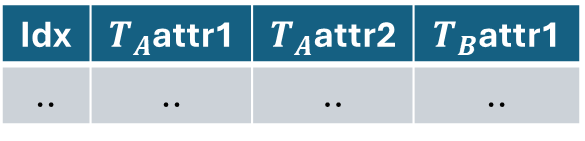 Idx T_A attr1 T_A attr2 T_B attr1
.. .. .. ..